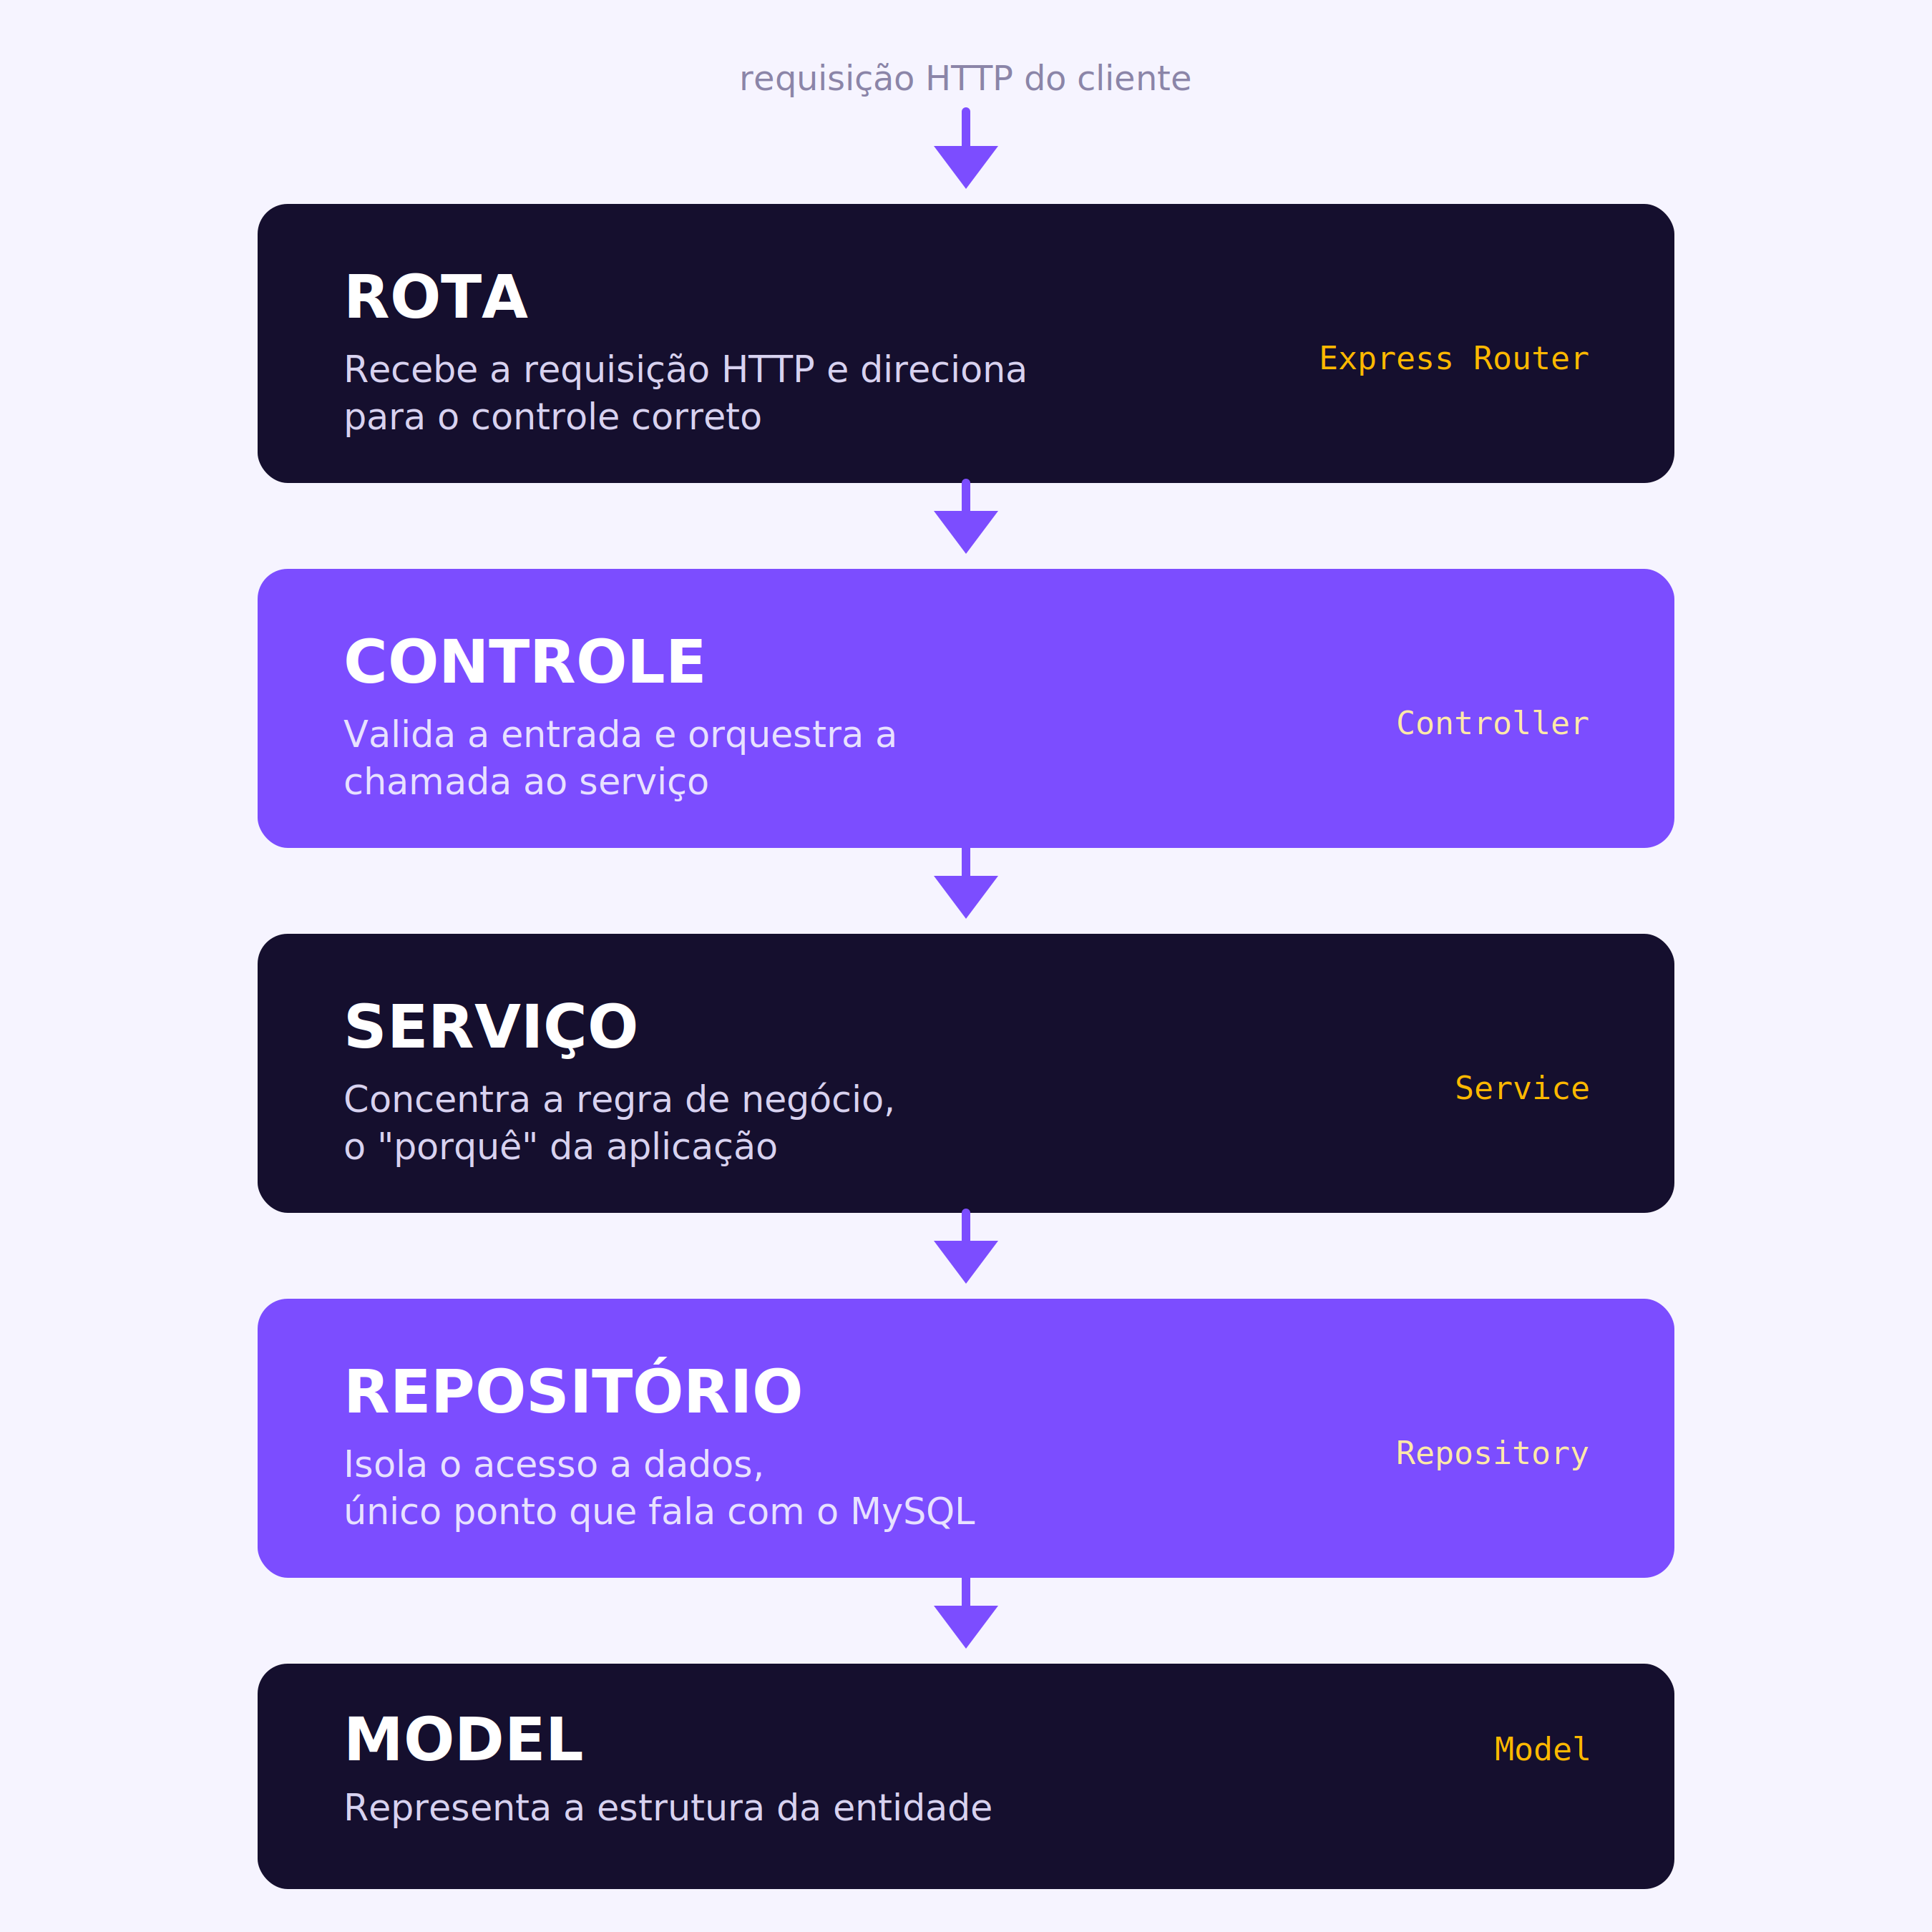 requisição HTTP do cliente
ROTA
Recebe a requisição HTTP e direciona
para o controle correto
Express Router
CONTROLE
Valida a entrada e orquestra a
chamada ao serviço
Controller
SERVIÇO
Concentra a regra de negócio,
o "porquê" da aplicação
Service
REPOSITÓRIO
Isola o acesso a dados,
único ponto que fala com o MySQL
Repository
MODEL
Representa a estrutura da entidade
Model